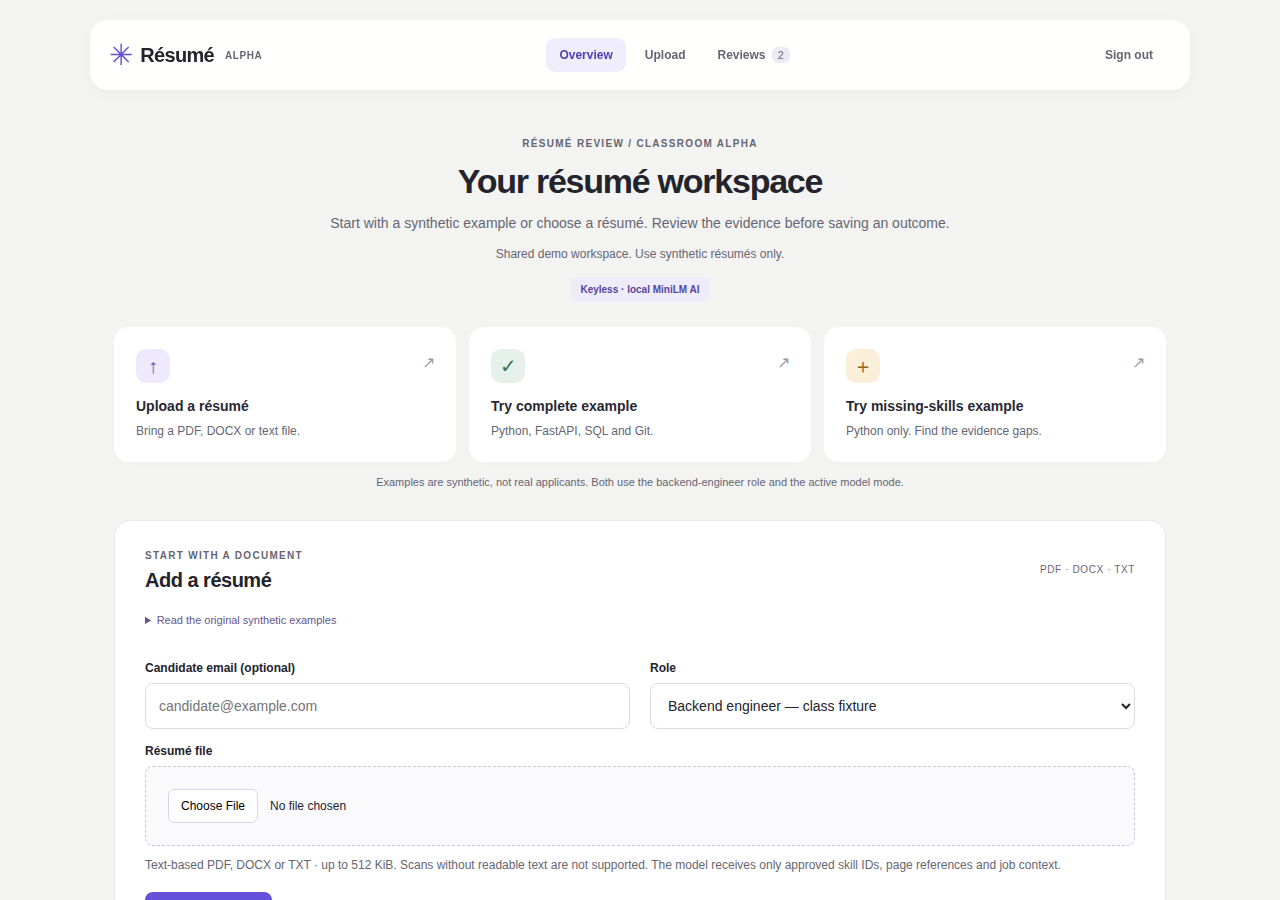 Résumé ALPHA
Overview Upload Reviews 2 Sign out
RÉSUMÉ REVIEW / CLASSROOM ALPHA
Your résumé workspace
Start with a synthetic example or choose a résumé. Review the evidence before saving an outcome.
Shared demo workspace. Use synthetic résumés only.
Keyless · local MiniLM AI
↑ ↗
Upload a résumé
Bring a PDF, DOCX or text file.
✓ ↗
Try complete example
Python, FastAPI, SQL and Git.
+ ↗
Try missing-skills example
Python only. Find the evidence gaps.
Examples are synthetic, not real applicants. Both use the backend-engineer role and the active model mode.
START WITH A DOCUMENT
Add a résumé
PDF · DOCX · TXT
Read the original synthetic examples
Candidate email (optional)
candidate@example.com
Role
Backend engineer — class fixture
Résumé file
Choose File No file chosen
Text-based PDF, DOCX or TXT · up to 512 KiB. Scans without readable text are not supported. The model receives only approved skill IDs, page references and job context.